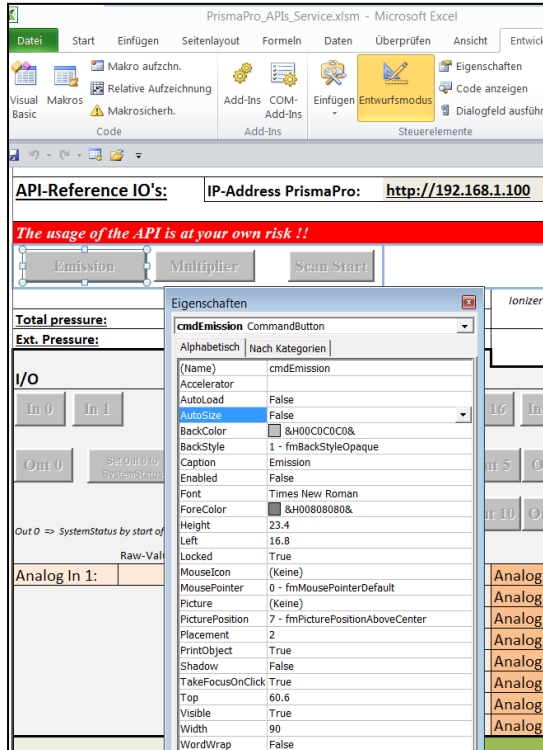 PrismaPro_APIs_Service.xlsm - Microsoft Excel
Datei Start Einfügen Seitenlayout Formeln Daten Überprüfen Ansicht Entwick
Visual Basic
Makros
Makro aufzchn.
Relative Aufzeichnung
Makrosicherh.
Code
Add-Ins
COM-Add-Ins
Add-Ins
Einfügen
Entwurfsmodus
Eigenschaften
Code anzeigen
Dialogfeld ausführ
Steuerelemente
API-Reference IO's: IP-Address PrismaPro: http://192.168.1.100
The usage of the API is at your own risk !!
Emission Multiplier Scan Start
Ionizer
Total pressure:
Ext. Pressure:
I/O
In 0 In 1 16 In
Out 0 Set Out 0 to SystemStatus ut 5 O
ut 10 O
Out 0 => SystemStatus by start of
Raw-Val
Analog In 1:
Analog
Analog
Analog
Analog
Analog
Analog
Analog
Analog
Eigenschaften
cmdEmission CommandButton
Alphabetisch Nach Kategorien
(Name) cmdEmission
Accelerator
AutoLoad False
AutoSize False
BackColor &H00C0C0C0&
BackStyle 1 - fmBackStyleOpaque
Caption Emission
Enabled False
Font Times New Roman
ForeColor &H00808080&
Height 23.4
Left 16.8
Locked True
MouseIcon (Keine)
MousePointer 0 - fmMousePointerDefault
Picture (Keine)
PicturePosition 7 - fmPicturePositionAboveCenter
Placement 2
PrintObject True
Shadow False
TakeFocusOnClick True
Top 60.6
Visible True
Width 90
WordWrap False